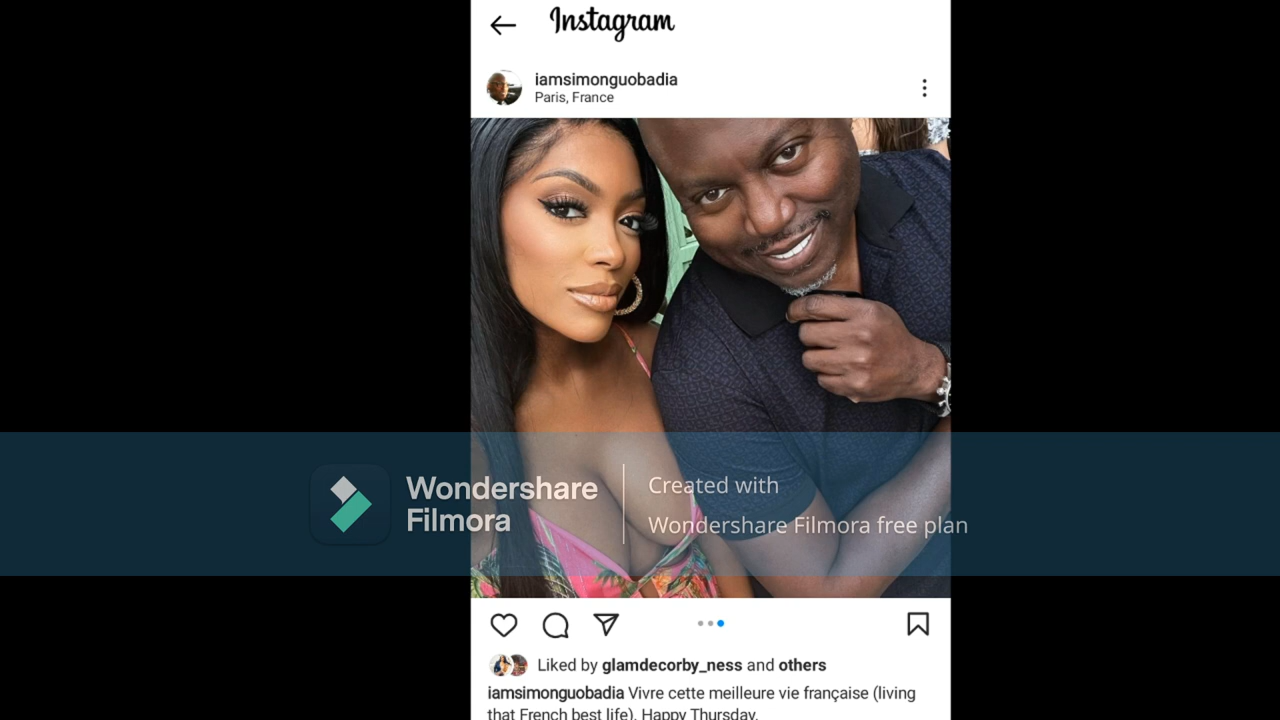 Instagram
iamsimonguobadia
Paris, France
Wondershare
Filmora
Created with
Wondershare Filmora free plan
Liked by glamdecorby_ness and others
iamsimonguobadia Vivre cette meilleure vie française (living
that French best life). Happy Thursday.